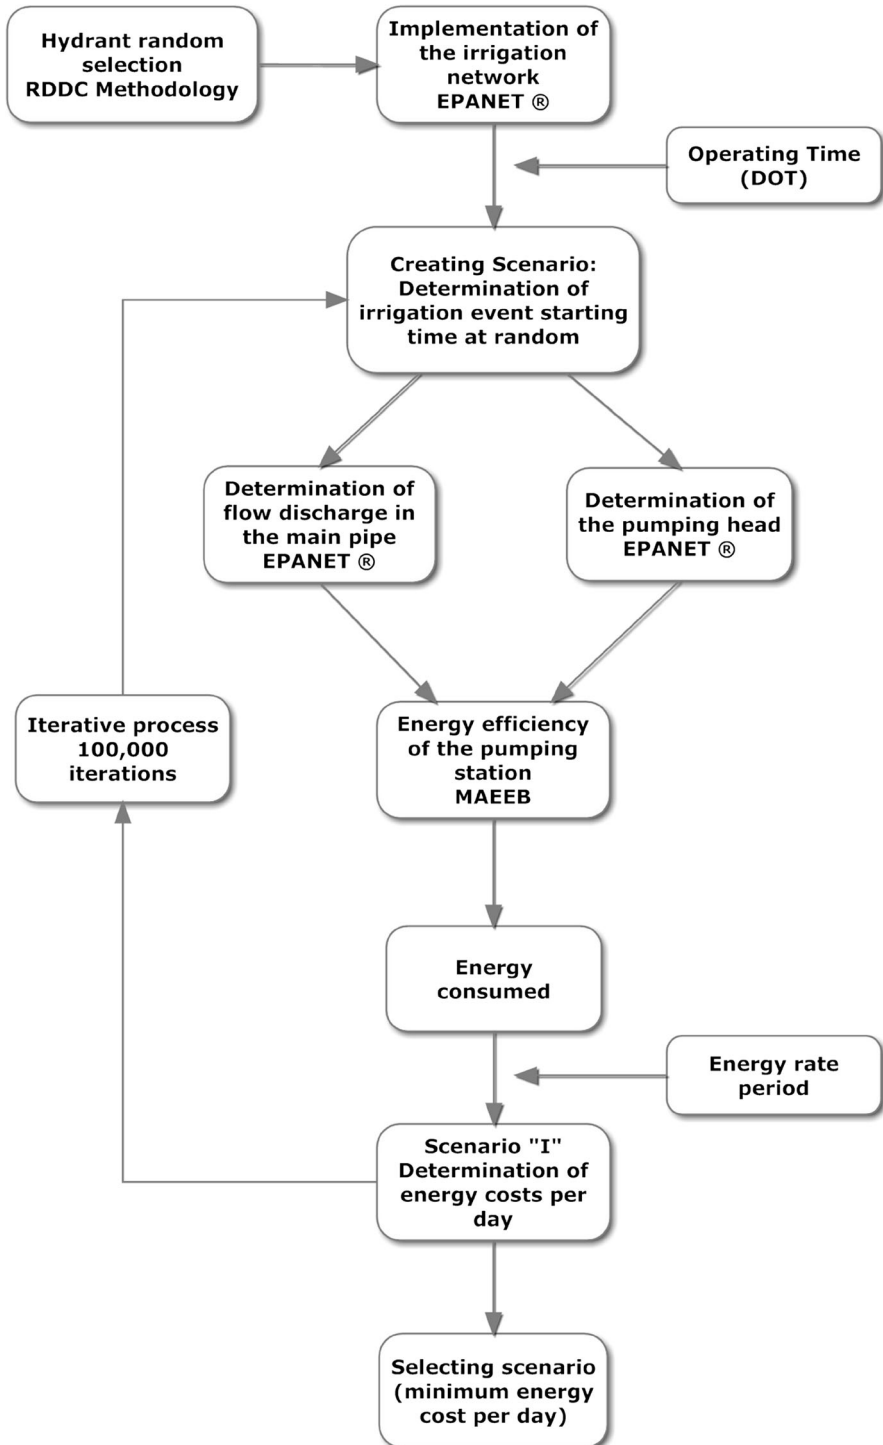 Hydrant random
selection
RDDC Methodology
Implementation of
the irrigation
network
EPANET ®
Operating Time
(DOT)
Creating Scenario:
Determination of
irrigation event starting
time at random
Determination of
flow discharge in
the main pipe
EPANET ®
Determination of
the pumping head
EPANET ®
Iterative process
100,000
iterations
Energy efficiency
of the pumping
station
MAEEB
Energy
consumed
Energy rate
period
Scenario "I"
Determination of
energy costs per
day
Selecting scenario
(minimum energy
cost per day)